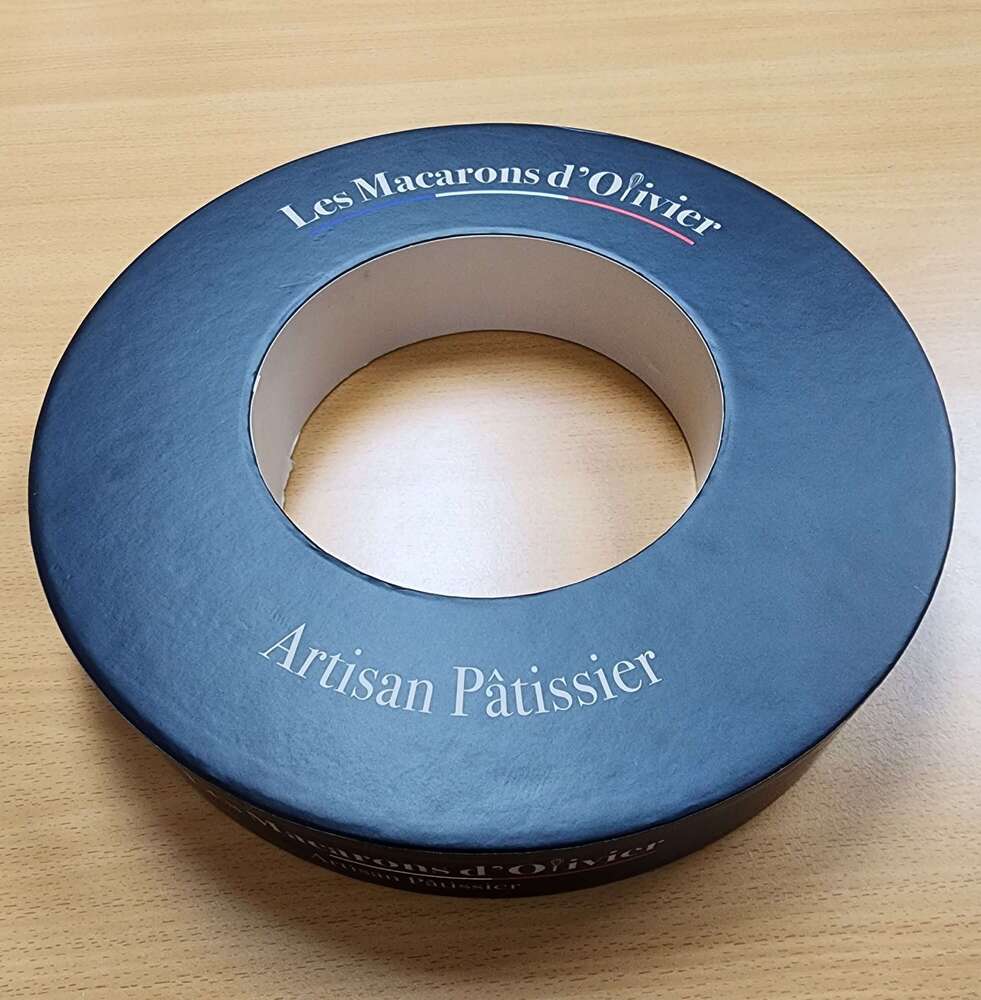 Les Macarons d'Olivier
Artisan Pâtissier
Macarons d'Olivier
Artisan Pâtissier